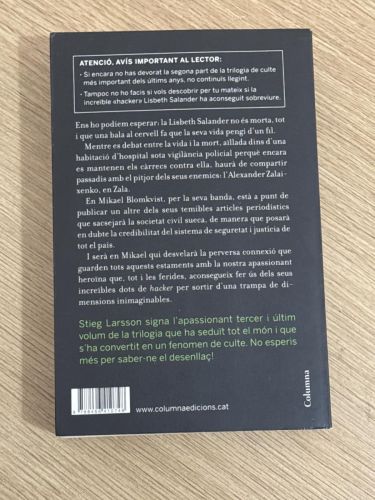 ATENCIÓ, AVÍS IMPORTANT AL LECTOR:
• Si encara no has devorat la segona part de la trilogia de culte
més important dels últims anys, no continuïs llegint.
• Tampoc no ho facis si vols descobrir per tu mateix si la
increïble «hacker» Lisbeth Salander ha aconseguit sobreviure.
Ens ho podíem esperar: la Lisbeth Salander no és morta, tot
i que una bala al cervell fa que la seva vida pengi d'un fil.
Mentre es debat entre la vida i la mort, aïllada dins d'una
habitació d'hospital sota vigilància policial perquè encara
es mantenen els càrrecs contra ella, haurà de compartir
passadís amb el pitjor dels seus enemics: l'Alexander Zalai-
xenko, en Zala.
En Mikael Blomkvist, per la seva banda, està a punt de
publicar un altre dels seus temibles articles periodístics
que sacsejarà la societat civil sueca, de manera que posarà
en dubte la credibilitat del sistema de seguretat i justícia de
tot el país.
I serà en Mikael qui desvelarà la perversa connexió que
guarden tots aquests estaments amb la nostra apassionant
heroïna que, tot i les ferides, aconsegueix fer ús dels seus
increïbles dots de hacker per sortir d'una trampa de di-
mensions inimaginables.
Stieg Larsson signa l'apassionant tercer i últim
volum de la trilogia que ha seduït tot el món i que
s'ha convertit en un fenomen de culte. No esperis
més per saber-ne el desenllaç!
www.columnaedicions.cat
Columna